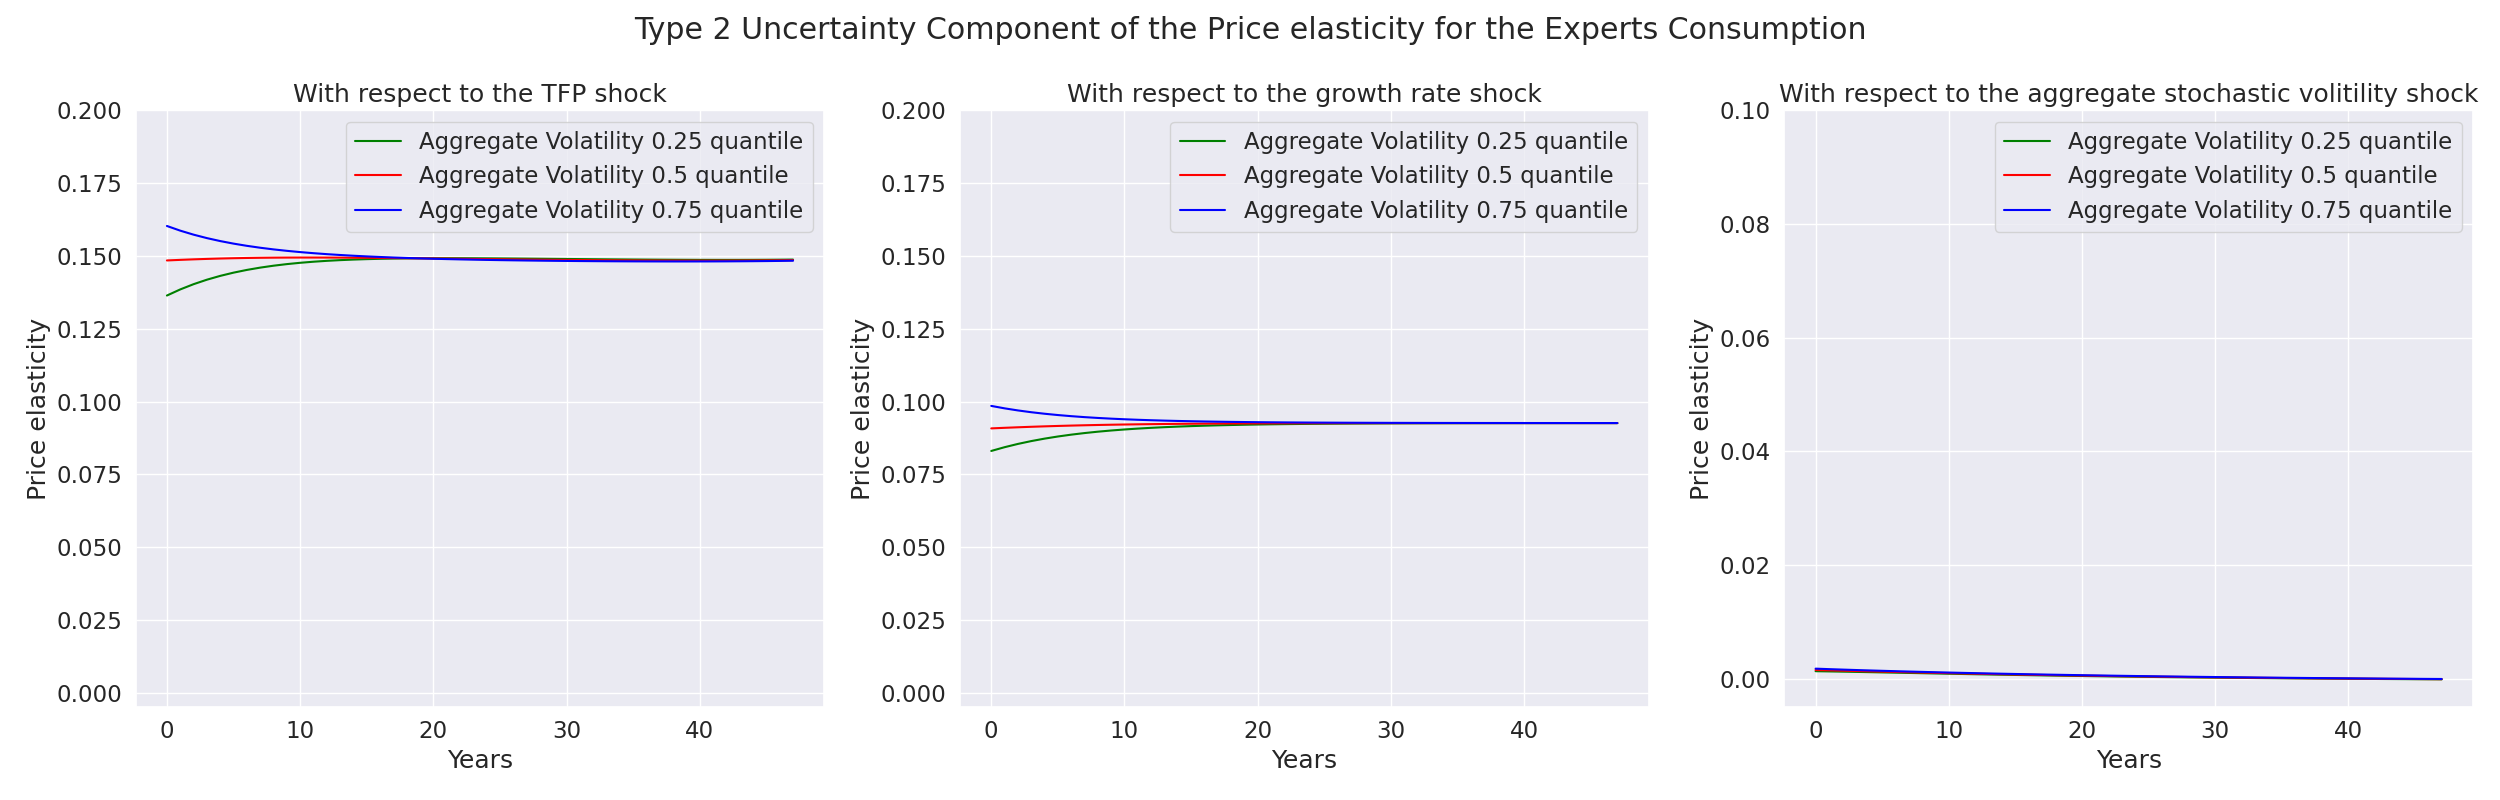 Type 2 Uncertainty Component of the Price elasticity for the Experts Consumption
With respect to the TFP shock
0.200
0.175
0.150
0.125
0.100
0.075
0.050
0.025
0.000
Price elasticity
Aggregate Volatility 0.25 quantile
Aggregate Volatility 0.5 quantile
Aggregate Volatility 0.75 quantile
0 10 20 30 40
Years
With respect to the growth rate shock
0.200
0.175
0.150
0.125
0.100
0.075
0.050
0.025
0.000
Price elasticity
Aggregate Volatility 0.25 quantile
Aggregate Volatility 0.5 quantile
Aggregate Volatility 0.75 quantile
0 10 20 30 40
Years
With respect to the aggregate stochastic volitility shock
0.10
0.08
0.06
0.04
0.02
0.00
Price elasticity
Aggregate Volatility 0.25 quantile
Aggregate Volatility 0.5 quantile
Aggregate Volatility 0.75 quantile
0 10 20 30 40
Years